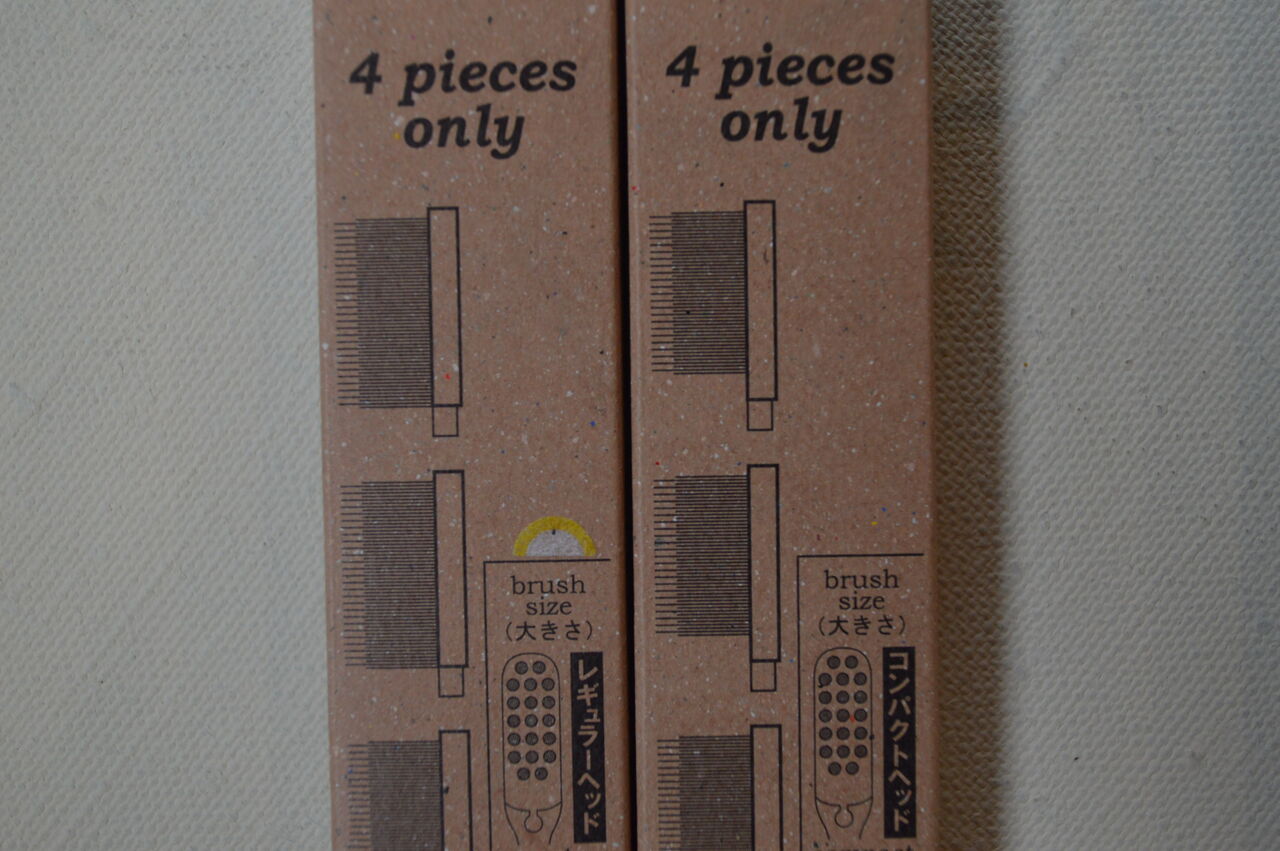 4 pieces
only
brush
size
(大きさ)
レギュラーヘッド
4 pieces
only
brush
size
(大きさ)
コンパクトヘッド